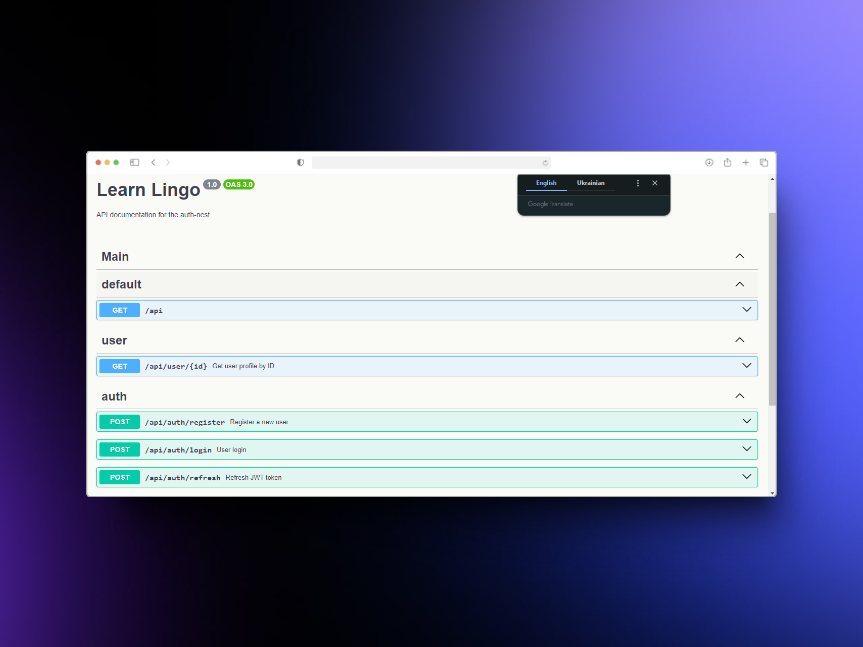 English Ukrainian
Google Translate
Learn Lingo 1.0 OAS 3.0
API documentation for the auth-nest
Main
default
GET /api
user
GET /api/user/{id} Get user profile by ID
auth
POST /api/auth/register Register a new user
POST /api/auth/login User login
POST /api/auth/refresh Refresh JWT token